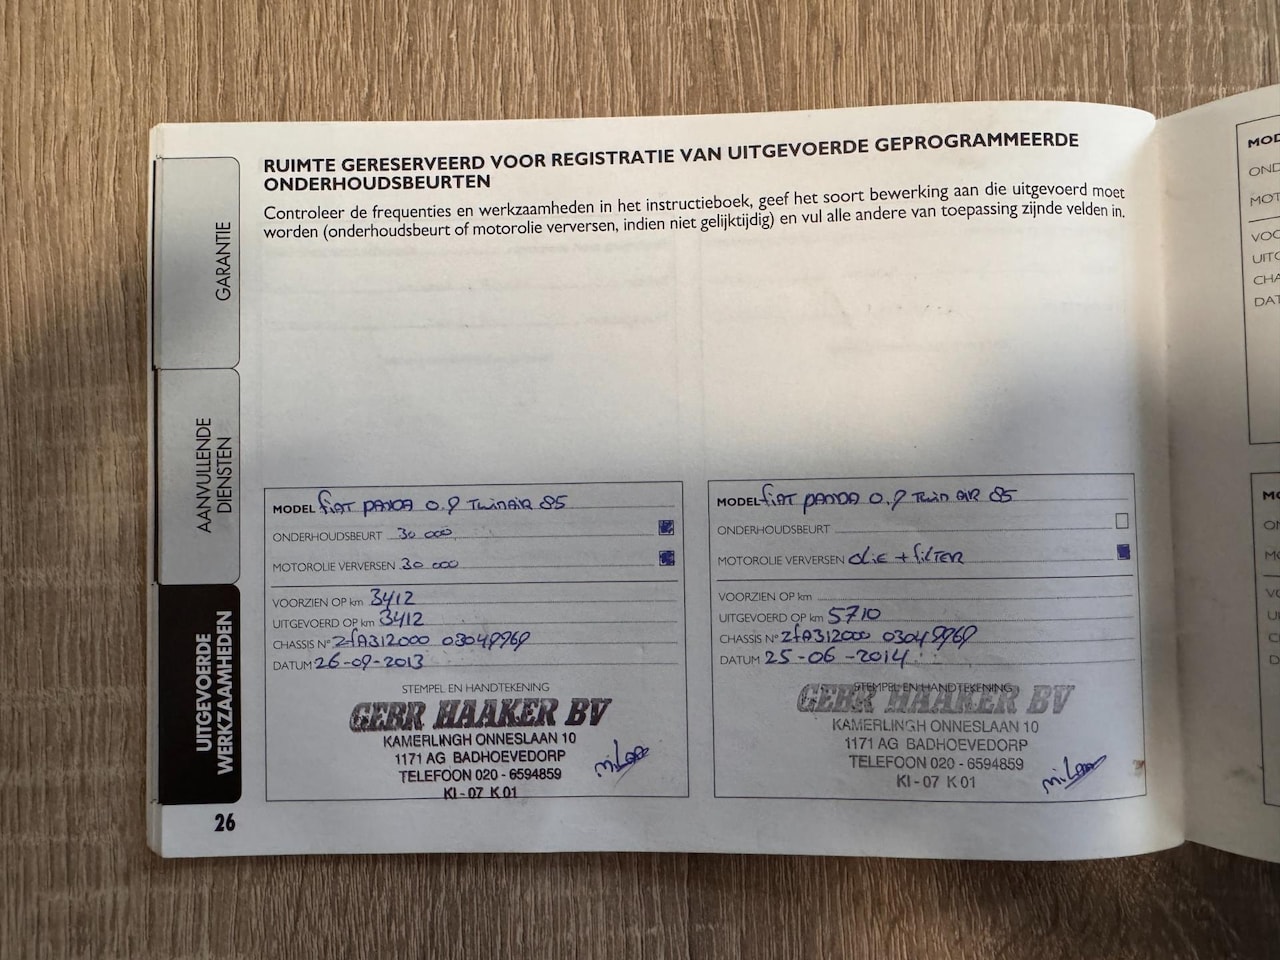 RUIMTE GERESERVEERD VOOR REGISTRATIE VAN UITGEVOERDE GEPROGRAMMEERDE
ONDERHOUDSBEURTEN
Controleer de frequenties en werkzaamheden in het instructieboek, geef het soort bewerking aan die uitgevoerd moet
worden (onderhoudsbeurt of motorolie verversen, indien niet gelijktijdig) en vul alle andere van toepassing zijnde velden in.
GARANTIE
AANVULLENDE
DIENSTEN
UITGEVOERDE
WERKZAAMHEDEN
26
MODEL FIAT PANDA 0.9 TwinAIR 85
ONDERHOUDSBEURT 30 000
MOTOROLIE VERVERSEN 30 000
VOORZIEN OP km 3412
UITGEVOERD OP km 3412
CHASSIS N° ZFA312000 03049969
DATUM 26-09-2013
STEMPEL EN HANDTEKENING
GEBR HAAKER BV
KAMERLINGH ONNESLAAN 10
1171 AG BADHOEVEDORP
TELEFOON 020 - 6594859
KI - 07 K 01
MODEL FIAT PANDA 0.9 Twin AIR 85
ONDERHOUDSBEURT
MOTOROLIE VERVERSEN OLIE + FILTER
VOORZIEN OP km
UITGEVOERD OP km 5710
CHASSIS N° ZFA312000 03049969
DATUM 25-06-2014
STEMPEL EN HANDTEKENING
GEBR HAAKER BV
KAMERLINGH ONNESLAAN 10
1171 AG BADHOEVEDORP
TELEFOON 020 - 6594859
KI - 07 K 01